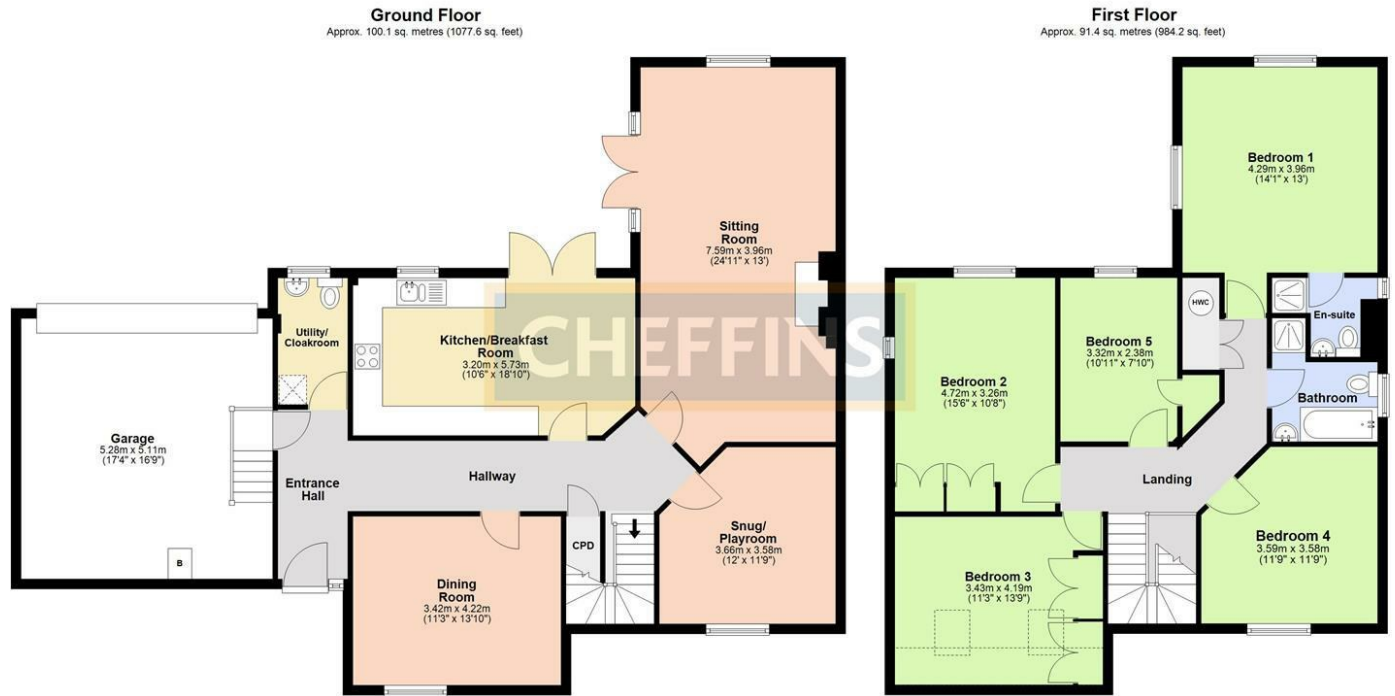 Ground Floor
Approx. 100.1 sq. metres (1077.6 sq. feet)
Sitting
Room
7.59m x 3.96m
(24'11" x 13')
Utility/
Cloakroom
Kitchen/Breakfast
Room
3.20m x 5.73m
(10'6" x 18'10")
CHEFFINS
Garage
5.28m x 5.11m
(17'4" x 16'9")
B
Entrance
Hall
Hallway
CPD
Snug/
Playroom
3.66m x 3.58m
(12' x 11'9")
Dining
Room
3.42m x 4.22m
(11'3" x 13'10")
First Floor
Approx. 91.4 sq. metres (984.2 sq. feet)
Bedroom 1
4.29m x 3.96m
(14'1" x 13')
HWC
En-suite
Bedroom 5
3.32m x 2.38m
(10'11" x 7'10")
Bedroom 2
4.72m x 3.26m
(15'6" x 10'8")
Bathroom
Landing
Bedroom 4
3.59m x 3.58m
(11'9" x 11'9")
Bedroom 3
3.43m x 4.19m
(11'3" x 13'9")